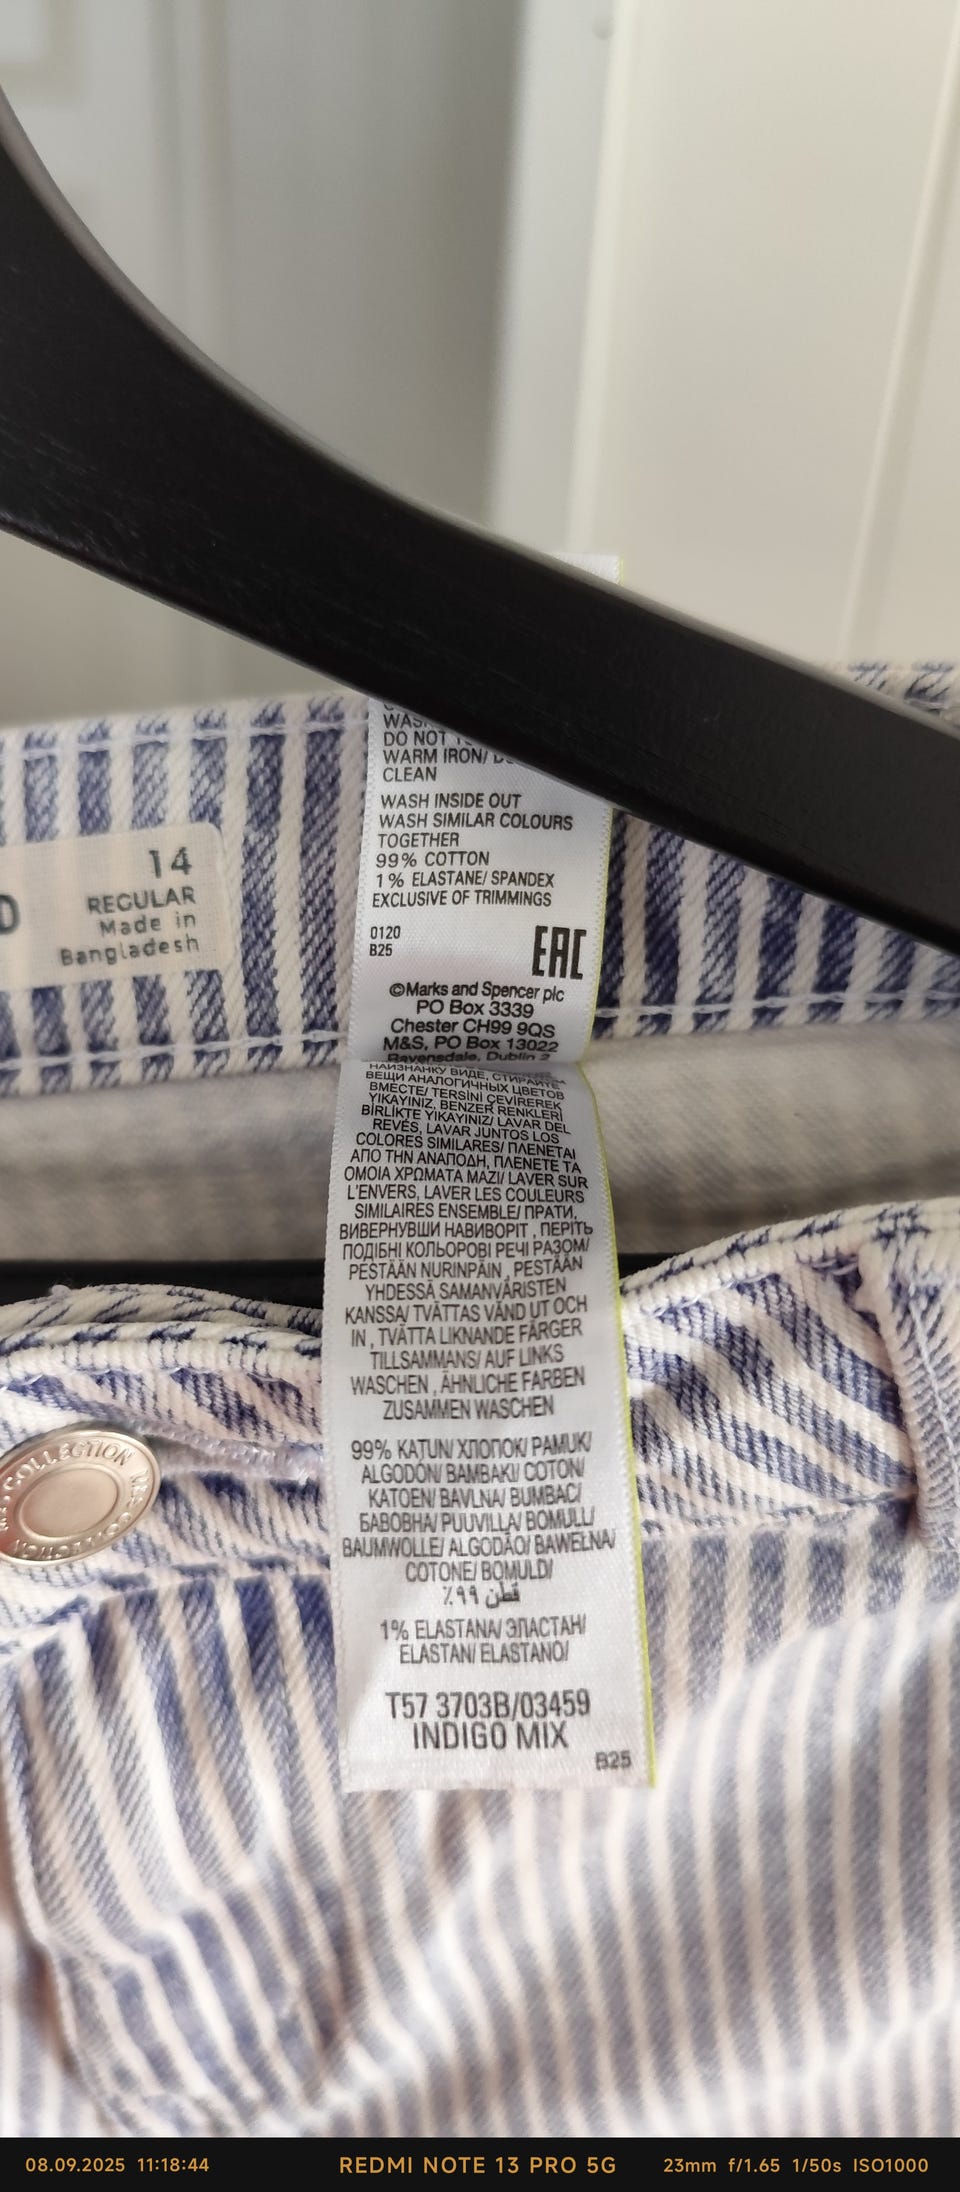 WARM IRON/
CLEAN
WASH INSIDE OUT
WASH SIMILAR COLOURS
TOGETHER
99% COTTON
1% ELASTANE/ SPANDEX
EXCLUSIVE OF TRIMMINGS
0120
B25
EAC
©Marks and Spencer plc
PO Box 3339
Chester CH99 9QS
M&S, PO Box 13022
Ravensdale, Dublin 2
14
REGULAR
Made in
Bangladesh
НАИЗНАНКУ ВИДЕ, СТИРАЙТЕ
ВЕЩИ АНАЛОГИЧНЫХ ЦВЕТОВ
ВМЕСТЕ/ TERSİNİ ÇEVİREREK
YIKAYINIZ, BENZER RENKLERİ
BİRLİKTE YIKAYINIZ/ LAVAR DEL
REVÉS, LAVAR JUNTOS LOS
COLORES SIMILARES/ ΠΛΕΝΕΤΑΙ
ΑΠΟ ΤΗΝ ΑΝΑΠΟΔΗ, ΠΛΕΝΕΤΕ ΤΑ
ΟΜΟΙΑ ΧΡΩΜΑΤΑ ΜΑΖΙ/ LAVER SUR
L'ENVERS, LAVER LES COULEURS
SIMILAIRES ENSEMBLE/ ПРАТИ,
ВИВЕРНУВШИ НАВИВОРІТ , ПЕРІТЬ
ПОДІБНІ КОЛЬОРОВІ РЕЧІ РАЗОМ/
PESTÄÄN NURINPÄIN , PESTÄÄN
YHDESSÄ SAMANVÄRISTEN
KANSSA/ TVÄTTAS VÄND UT OCH
IN , TVÄTTA LIKNANDE FÄRGER
TILLSAMMANS/ AUF LINKS
WASCHEN , ÄHNLICHE FARBEN
ZUSAMMEN WASCHEN
99% KATUN/ ХЛОПОК/ PAMUK/
ALGODÓN/ BAMBAKI/ COTON/
KATOEN/ BAVLNA/ BUMBAC/
БАВОВНА/ PUUVILLA/ BOMULL/
BAUMWOLLE/ ALGODÃO/ BAWEŁNA/
COTONE/ BOMULD/
قطن ٩٩٪
1% ELASTANA/ ЭЛАСТАН/
ELASTAN/ ELASTANO/
T57 3703B/03459
INDIGO MIX
B25
COLLECTION
08.09.2025 11:18:44 REDMI NOTE 13 PRO 5G 23mm f/1.65 1/50s ISO1000